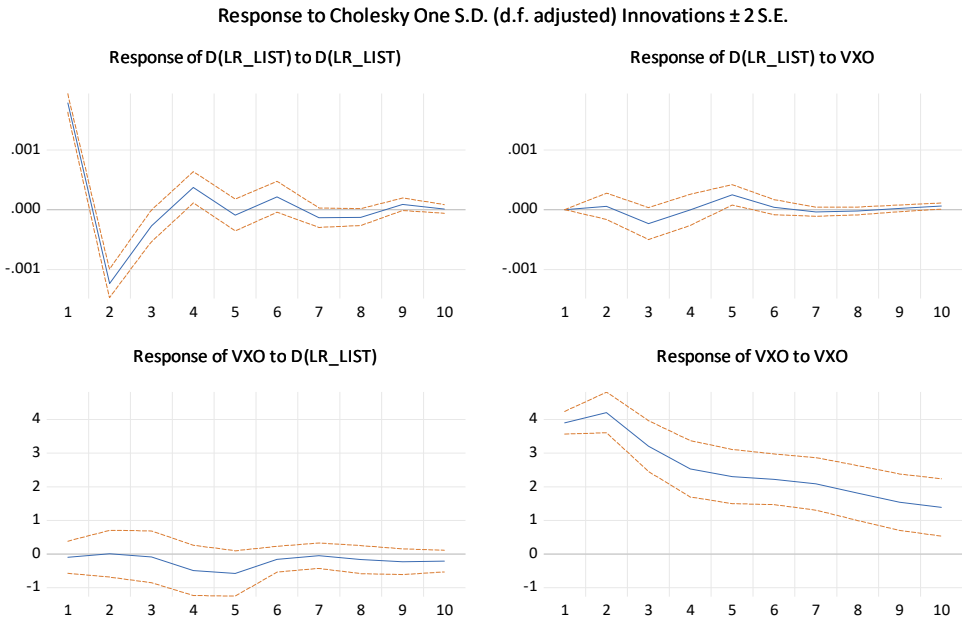 Response to Cholesky One S.D. (d.f. adjusted) Innovations ± 2 S.E.
Response of D(LR_LIST) to D(LR_LIST)
.001
.000
-.001
1 2 3 4 5 6 7 8 9 10
Response of D(LR_LIST) to VXO
.001
.000
-.001
1 2 3 4 5 6 7 8 9 10
Response of VXO to D(LR_LIST)
4
3
2
1
0
-1
1 2 3 4 5 6 7 8 9 10
Response of VXO to VXO
4
3
2
1
0
-1
1 2 3 4 5 6 7 8 9 10